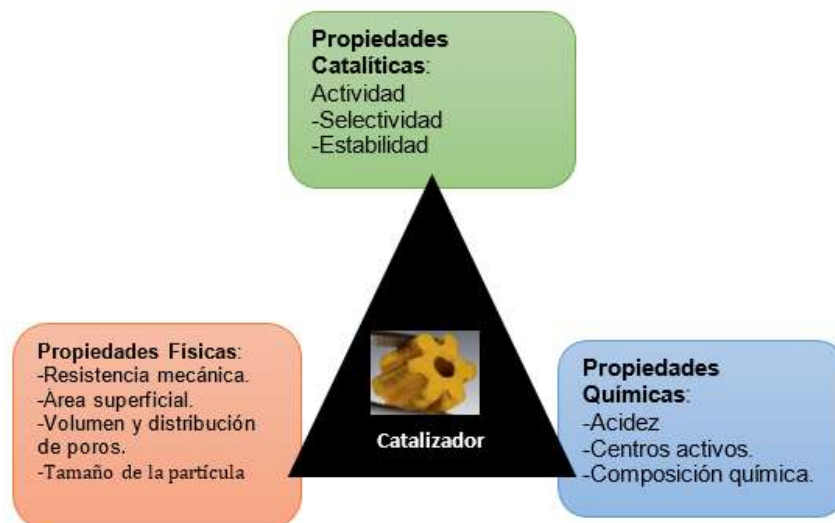 Propiedades
Catalíticas:
Actividad
-Selectividad
-Estabilidad
Propiedades Físicas:
-Resistencia mecánica.
-Área superficial.
-Volumen y distribución
de poros.
-Tamaño de la partícula
Catalizador
Propiedades
Químicas:
-Acidez
-Centros activos.
-Composición química.